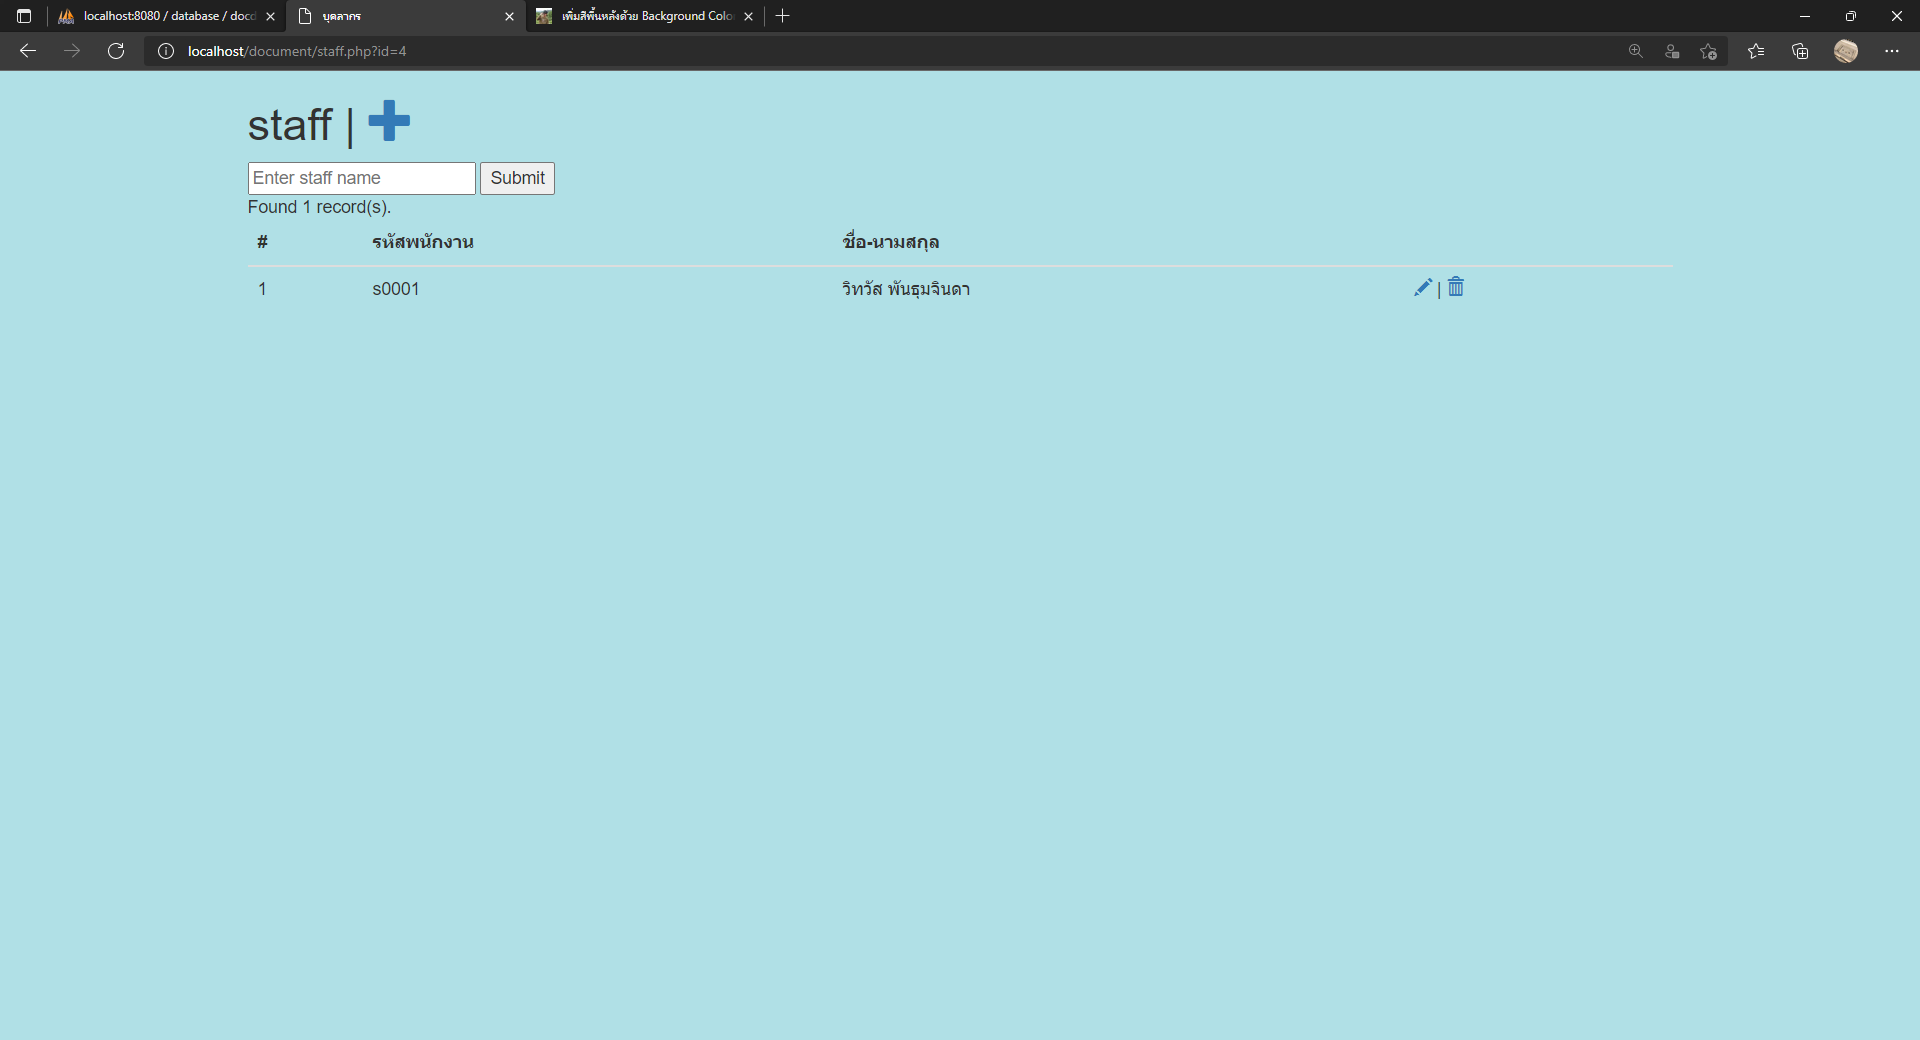 localhost:8080 / database / docd
บุคลากร
เพิ่มสีพื้นหลังด้วย Background Color
localhost/document/staff.php?id=4
staff |
Enter staff name
Submit
Found 1 record(s).
# รหัสพนักงาน ชื่อ-นามสกุล
1 s0001 วิทวัส พันธุมจินดา |